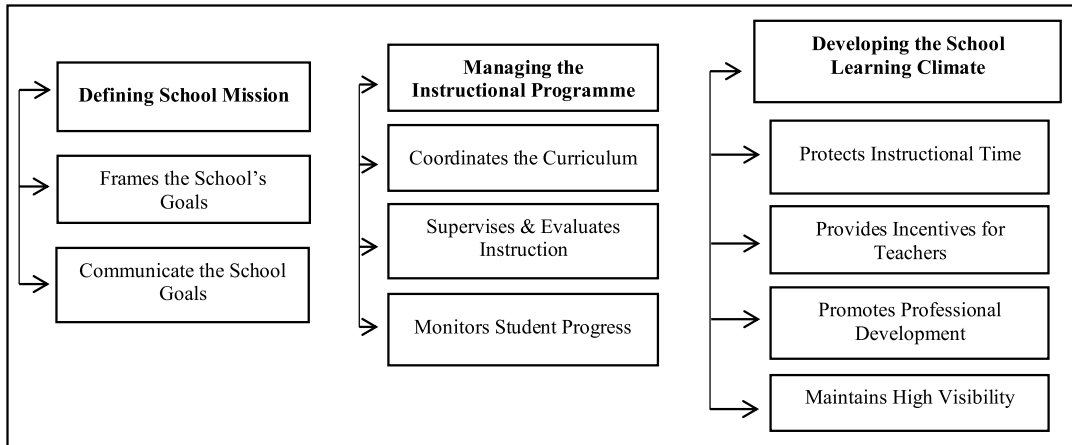 Defining School Mission
Frames the School’s
Goals
Communicate the School
Goals
Managing the
Instructional Programme
Coordinates the Curriculum
Supervises & Evaluates
Instruction
Monitors Student Progress
Developing the School
Learning Climate
Protects Instructional Time
Provides Incentives for
Teachers
Promotes Professional
Development
Maintains High Visibility